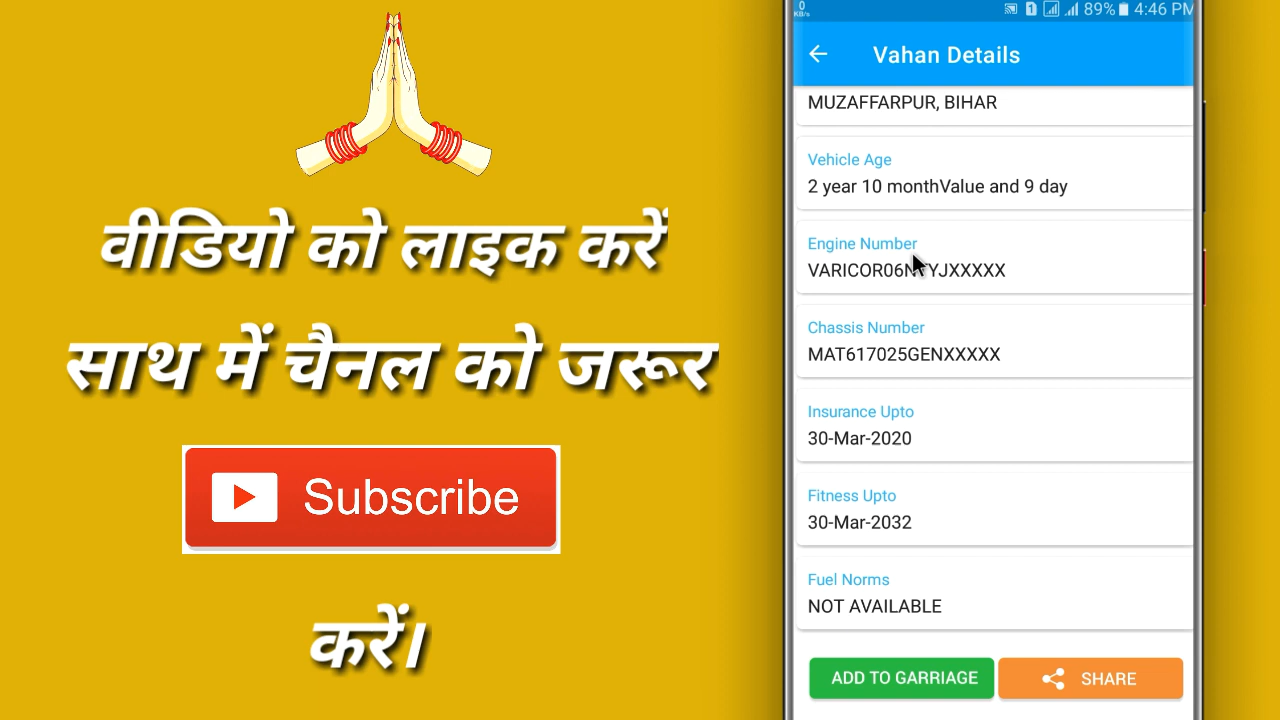 वीडियो को लाइक करें
साथ में चैनल को जरूर
Subscribe
करें।
0
KB/s
1
89%
4:46 PM
Vahan Details
MUZAFFARPUR, BIHAR
Vehicle Age
2 year 10 monthValue and 9 day
Engine Number
Chassis Number
MAT617025GENXXXXX
Insurance Upto
30-Mar-2020
Fitness Upto
30-Mar-2032
Fuel Norms
NOT AVAILABLE
ADD TO GARRIAGE
SHARE